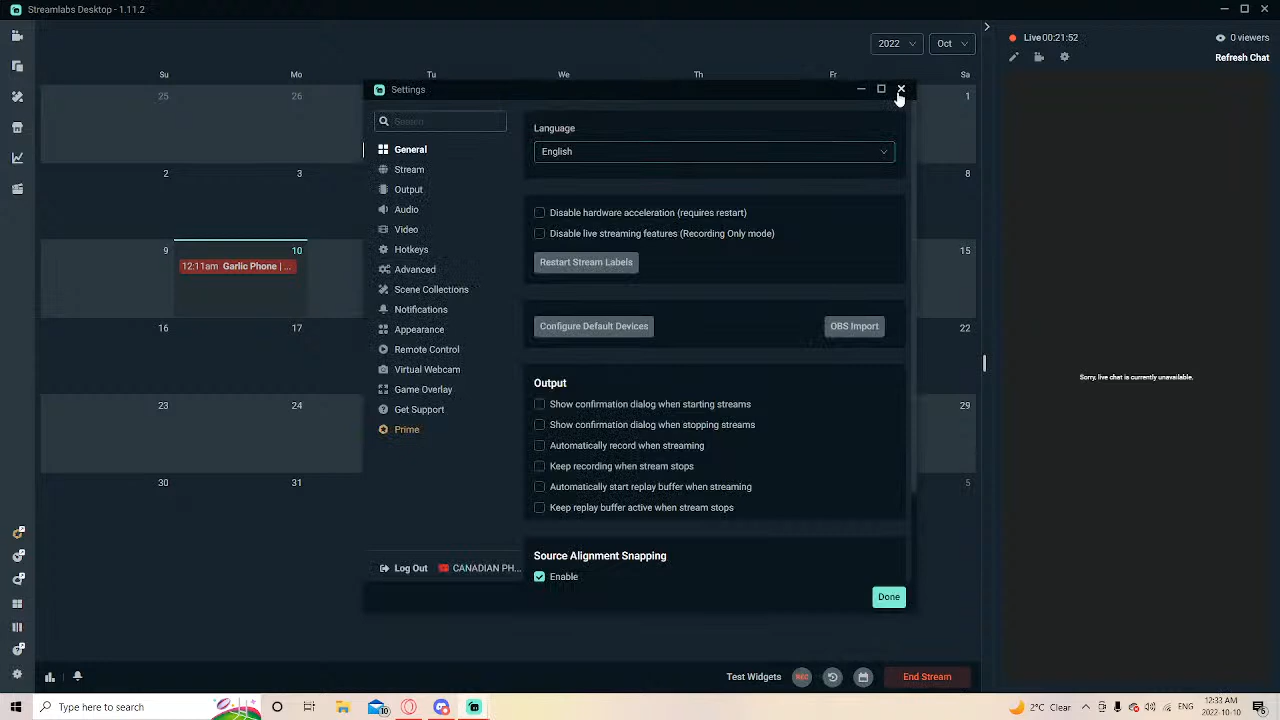 Streamlabs Desktop - 1.11.2
Live 00:21:52
0 viewers
Refresh Chat
2022
Oct
Su Mo Tu We Th Fr Sa
25 26 1
2 3 8
9 10 15
12:11am Garlic Phone | ...
16 17 22
23 24 29
30 31 5
Settings
Search
General
Stream
Output
Audio
Video
Hotkeys
Advanced
Scene Collections
Notifications
Appearance
Remote Control
Virtual Webcam
Game Overlay
Get Support
Prime
Log Out
CANADIAN PH...
Language
English
Disable hardware acceleration (requires restart)
Disable live streaming features (Recording Only mode)
Restart Stream Labels
Configure Default Devices
OBS Import
Output
Show confirmation dialog when starting streams
Show confirmation dialog when stopping streams
Automatically record when streaming
Keep recording when stream stops
Automatically start replay buffer when streaming
Keep replay buffer active when stream stops
Source Alignment Snapping
Enable
Done
Sorry, live chat is currently unavailable.
Test Widgets
REC
End Stream
Type here to search
10
2°C Clear
12:33 AM
2022-10-10